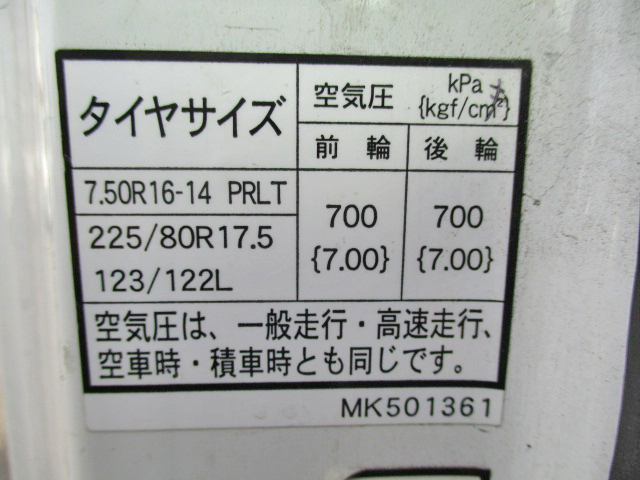 タイヤサイズ
空気圧
kPa
{kgf/cm²}
前輪
後輪
7.50R16-14 PRLT
225/80R17.5
123/122L
700
{7.00}
700
{7.00}
空気圧は、一般走行・高速走行、
空車時・積車時とも同じです。
MK501361